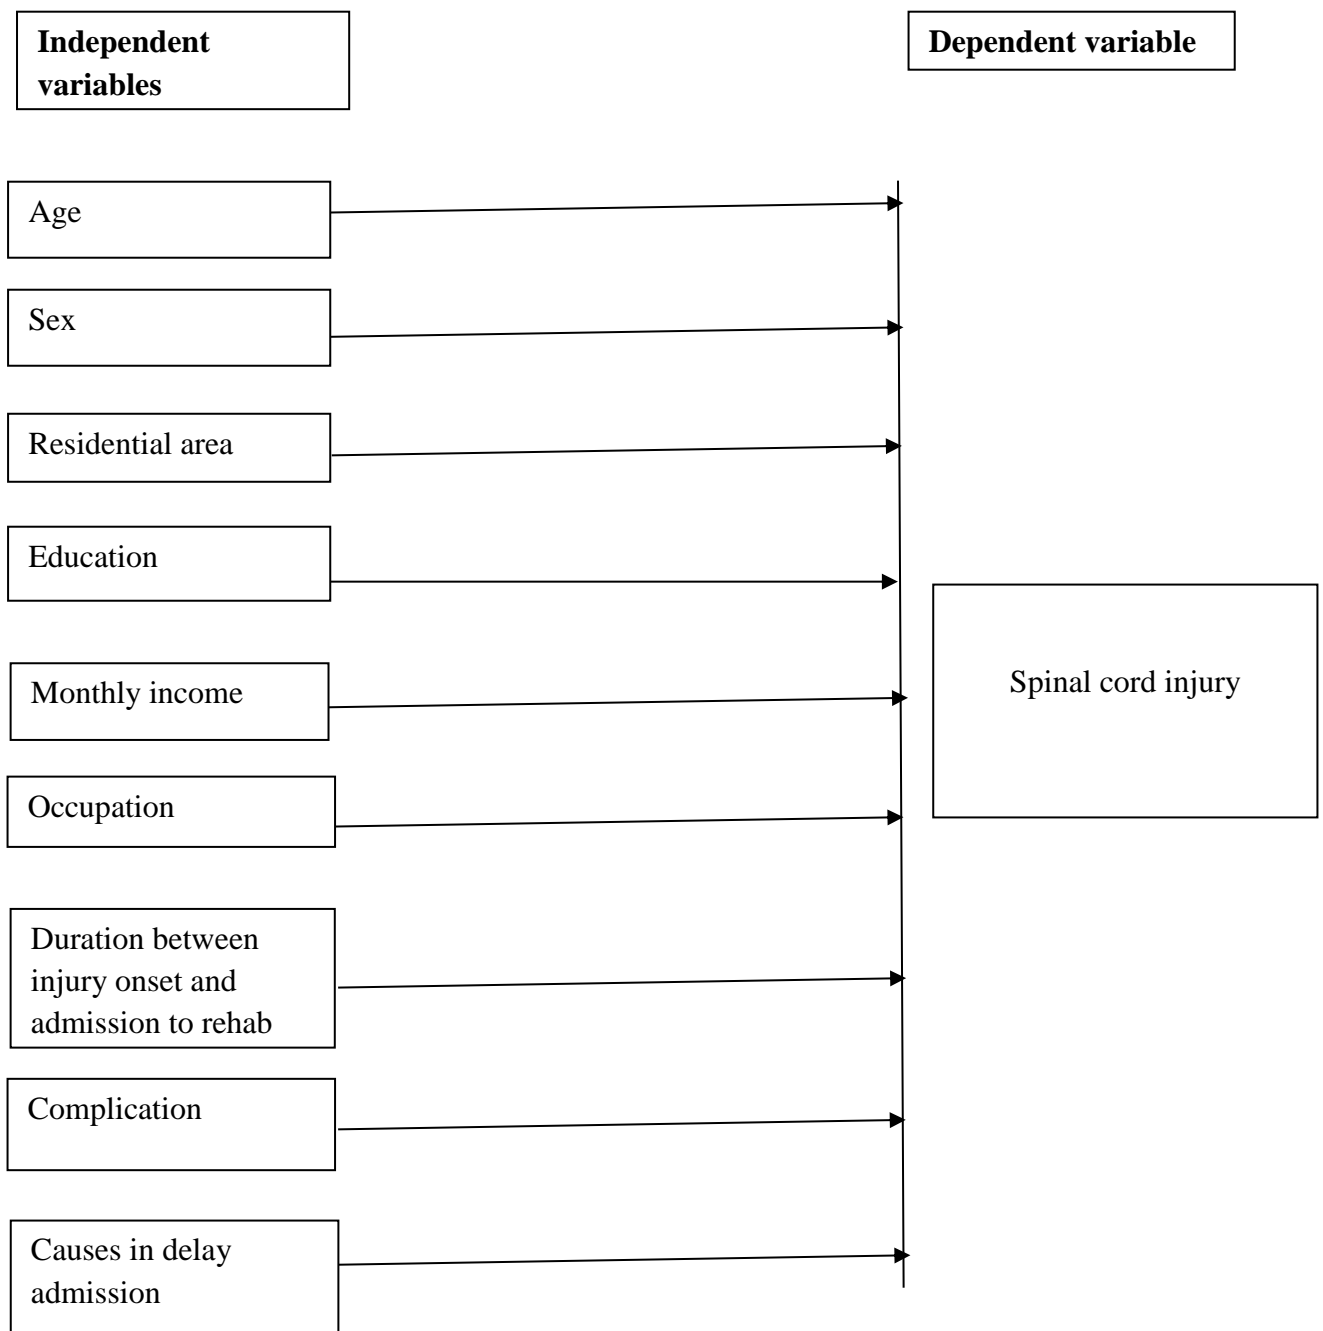 Independent
variables
Dependent variable
Age
Sex
Residential area
Education
Monthly income
Spinal cord injury
Occupation
Duration between
injury onset and
admission to rehab
Complication
Causes in delay
admission